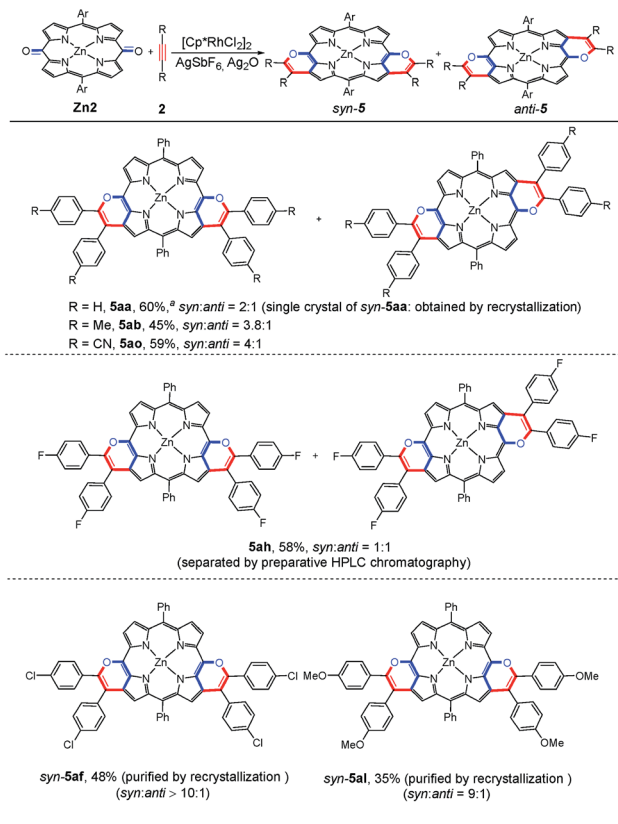 Ar
O N N Zn N N O
Ar
Zn2
+
R
R
2
[Cp*RhCl2]2
AgSbF6, Ag2O
Ar
O N N Zn N N O
R R R R
Ar
syn-5
+
Ar
R R
O N N Zn N N O
R R
Ar
anti-5
Ph
O N N Zn N N O
R R
Ph
R R
+
Ph R
N N Zn N N O
R O R
Ph
R
R = H, 5aa, 60%,a syn:anti = 2:1 (single crystal of syn-5aa: obtained by recrystallization)
R = Me, 5ab, 45%, syn:anti = 3.8:1
R = CN, 5ao, 59%, syn:anti = 4:1
Ph
O N N Zn N N O
F F
Ph
F F
+
Ph F
N N Zn N N O
F O F
Ph
F
5ah, 58%, syn:anti = 1:1
(separated by preparative HPLC chromatography)
Ph
O N N Zn N N O
Cl Cl
Ph
Cl Cl
syn-5af, 48% (purified by recrystallization )
(syn:anti > 10:1)
Ph
O N N Zn N N O
MeO OMe
Ph
MeO OMe
syn-5al, 35% (purified by recrystallization )
(syn:anti = 9:1)